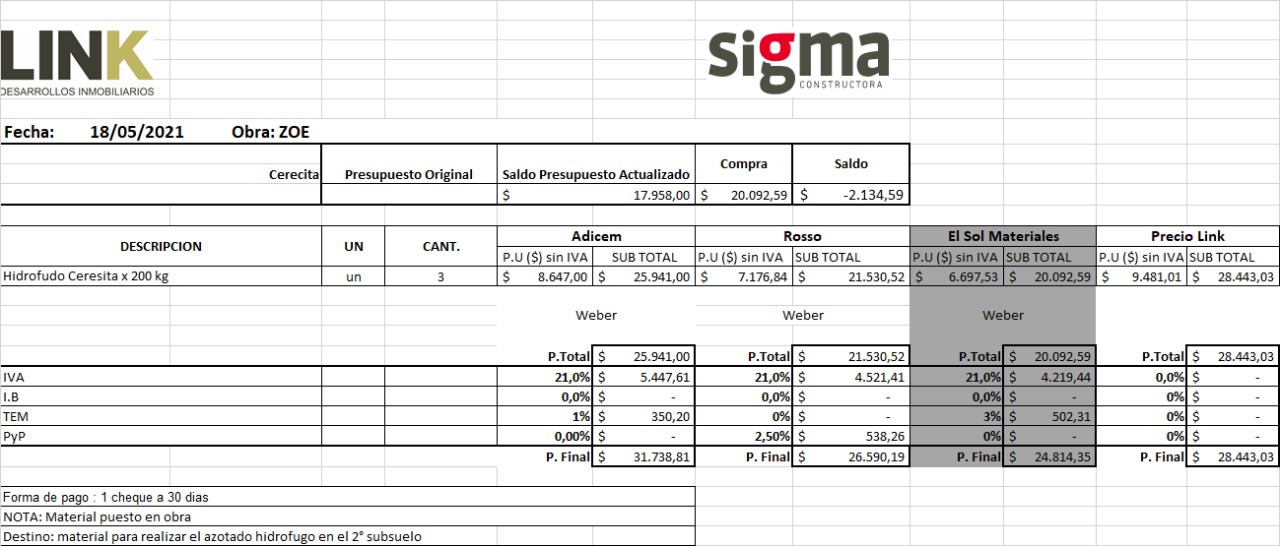 LINK
DESARROLLOS INMOBILIARIOS
sigma
CONSTRUCTORA
Fecha: 18/05/2021 Obra: ZOE
Cerecita Presupuesto Original Saldo Presupuesto Actualizado Compra Saldo
$ 17.958,00 $ 20.092,59 $ -2.134,59
DESCRIPCION UN CANT. Adicem Rosso El Sol Materiales Precio Link
P.U ($) sin IVA SUB TOTAL P.U ($) sin IVA SUB TOTAL P.U ($) sin IVA SUB TOTAL P.U ($) sin IVA SUB TOTAL
Hidrofudo Ceresita x 200 kg un 3 $ 8.647,00 $ 25.941,00 $ 7.176,84 $ 21.530,52 $ 6.697,53 $ 20.092,59 $ 9.481,01 $ 28.443,03
Weber Weber Weber
P.Total $ 25.941,00 P.Total $ 21.530,52 P.Total $ 20.092,59 P.Total $ 28.443,03
IVA 21,0% $ 5.447,61 21,0% $ 4.521,41 21,0% $ 4.219,44 0,0% $ -
I.B 0,0% $ - 0,0% $ - 0,0% $ - 0% $ -
TEM 1% $ 350,20 0% $ - 3% $ 502,31 0% $ -
PyP 0,00% $ - 2,50% $ 538,26 0% $ - 0% $ -
P. Final $ 31.738,81 P. Final $ 26.590,19 P. Final $ 24.814,35 P. Final $ 28.443,03
Forma de pago : 1 cheque a 30 dias
NOTA: Material puesto en obra
Destino: material para realizar el azotado hidrofugo en el 2° subsuelo